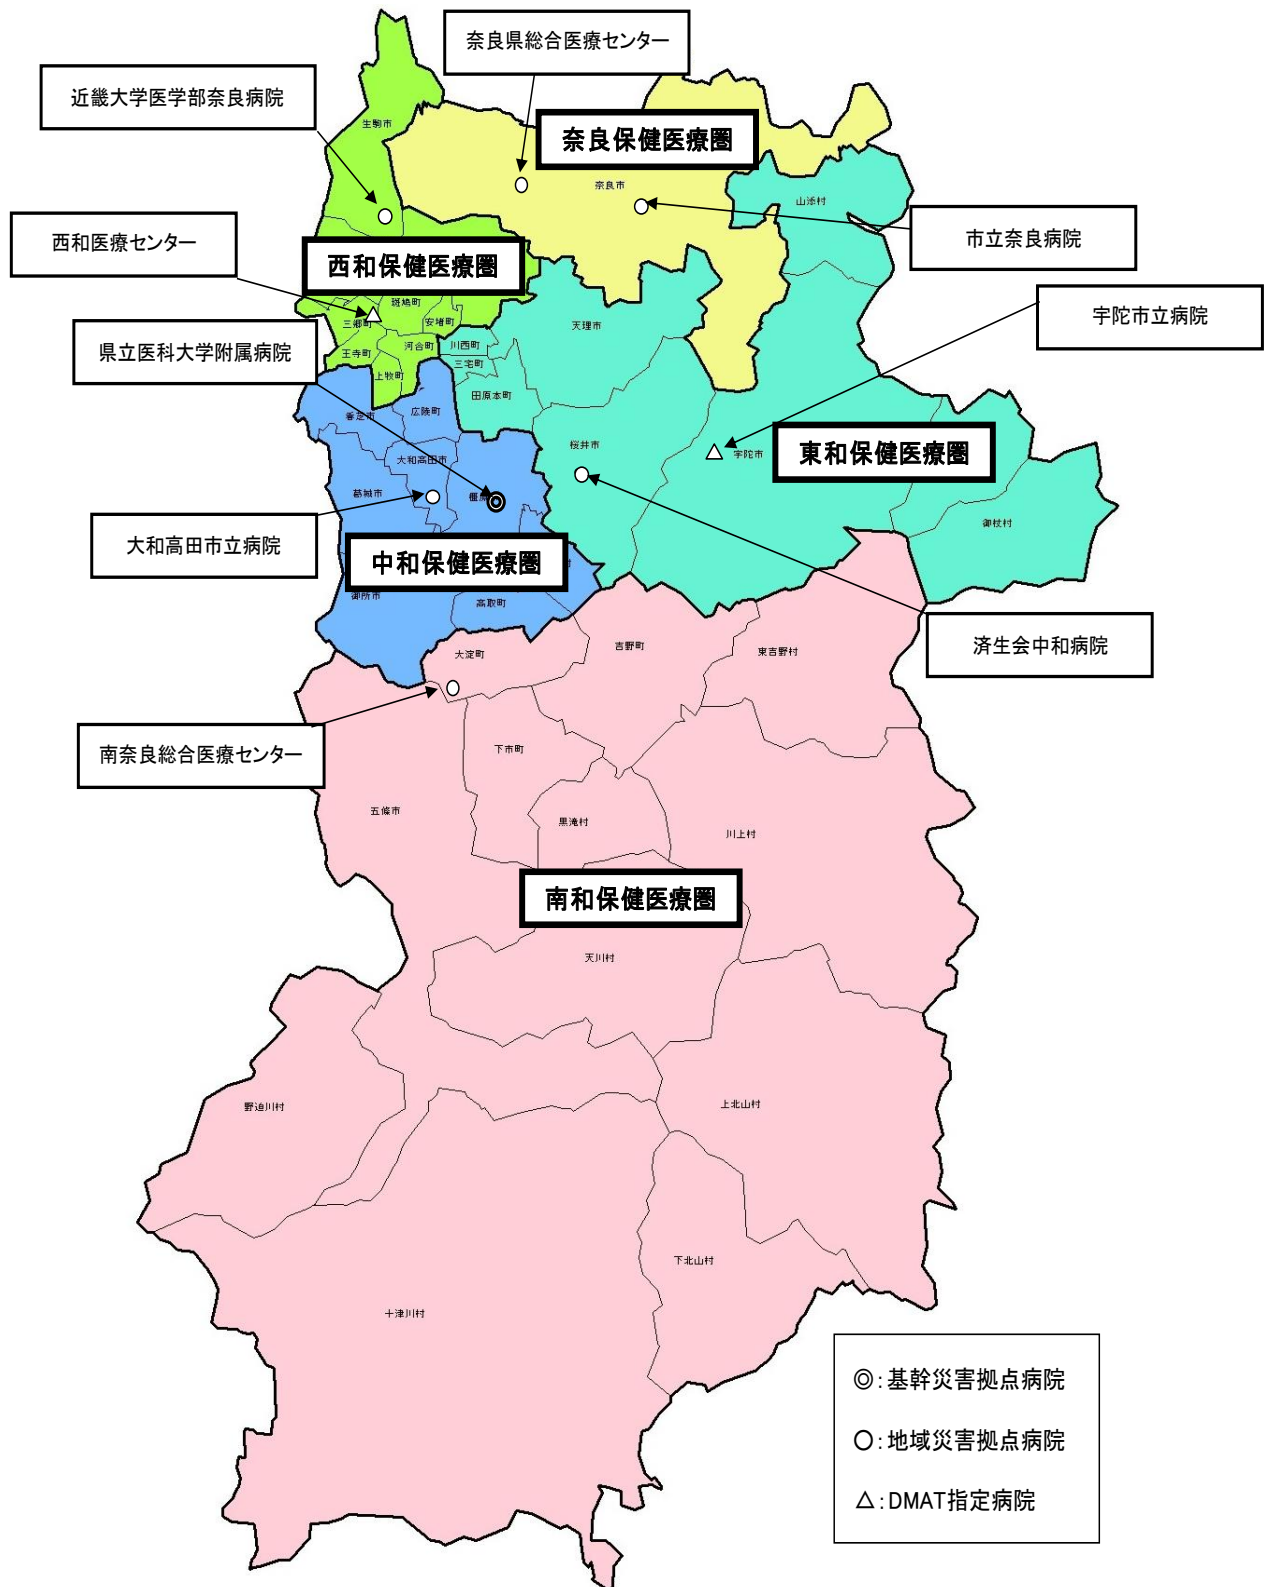 奈良県総合医療センター
近畿大学医学部奈良病院
生駒市
奈良保健医療圏
奈良市
山添村
西和医療センター
市立奈良病院
西和保健医療圏
斑鳩町
三郷町
安堵町
天理市
宇陀市立病院
県立医科大学附属病院
王寺町
河合町
川西町
三宅町
上牧町
田原本町
香芝市
広陵町
大和高田市
桜井市
宇陀市
東和保健医療圏
葛城市
橿原
御杖村
大和高田市立病院
中和保健医療圏
村
御所市
高取町
済生会中和病院
大淀町
吉野町
東吉野村
南奈良総合医療センター
下市町
五條市
黒滝村
川上村
南和保健医療圏
天川村
野迫川村
上北山村
下北山村
十津川村
◎:基幹災害拠点病院
○:地域災害拠点病院
△:DMAT指定病院